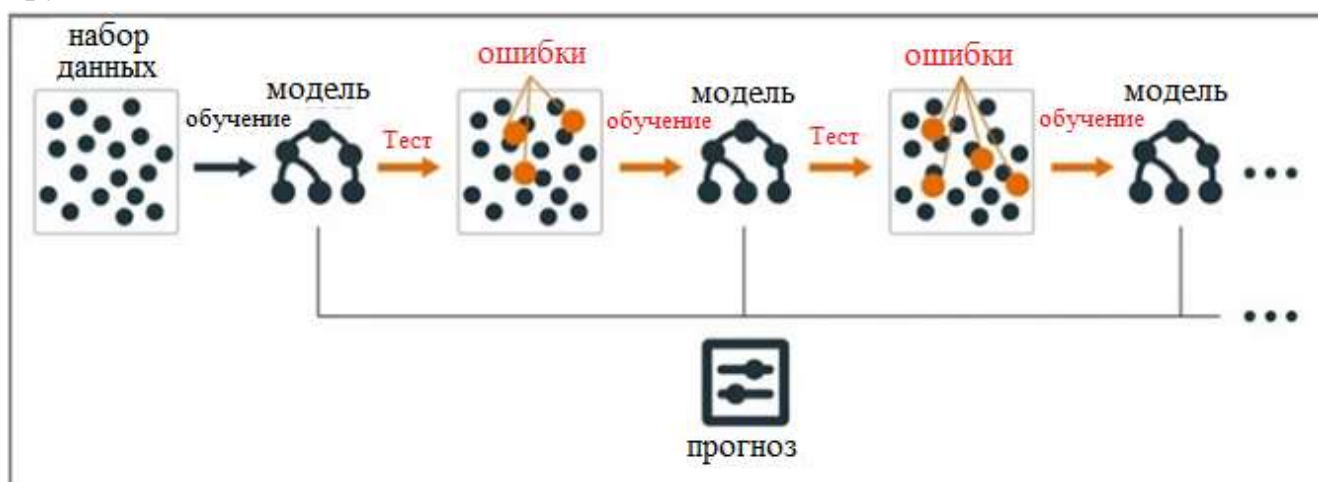 набор
данных
обучение
модель
Тест
ошибки
обучение
модель
Тест
ошибки
обучение
модель
прогноз